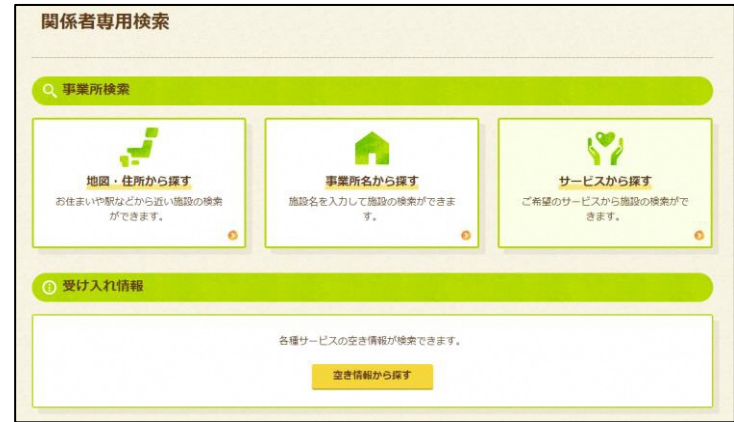 関係者専用検索
事業所検索
地図・住所から探す
お住まいや駅などから近い施設の検索
ができます。
事業所名から探す
施設名を入力して施設の検索ができま
す。
サービスから探す
ご希望のサービスから施設の検索がで
きます。
受け入れ情報
各種サービスの空き情報が検索できます。
空き情報から探す